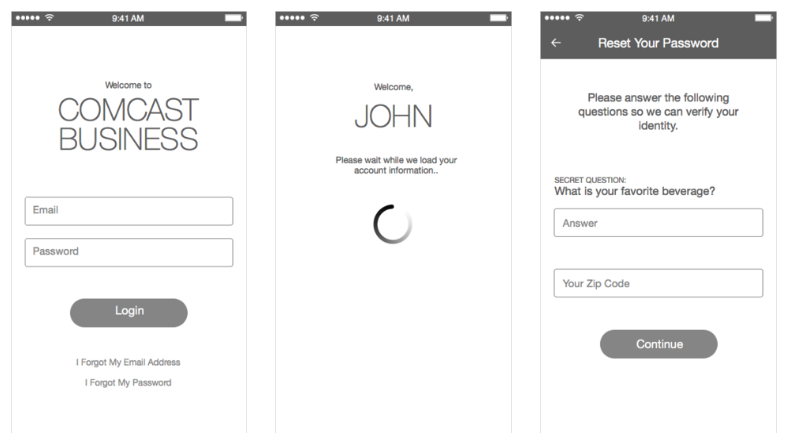 9:41 AM
Welcome to
COMCAST
BUSINESS
Email
Password
Login
I Forgot My Email Address
I Forgot My Password
9:41 AM
Welcome,
JOHN
Please wait while we load your
account information..
9:41 AM
Reset Your Password
Please answer the following
questions so we can verify your
identity.
SECRET QUESTION:
What is your favorite beverage?
Answer
Your Zip Code
Continue